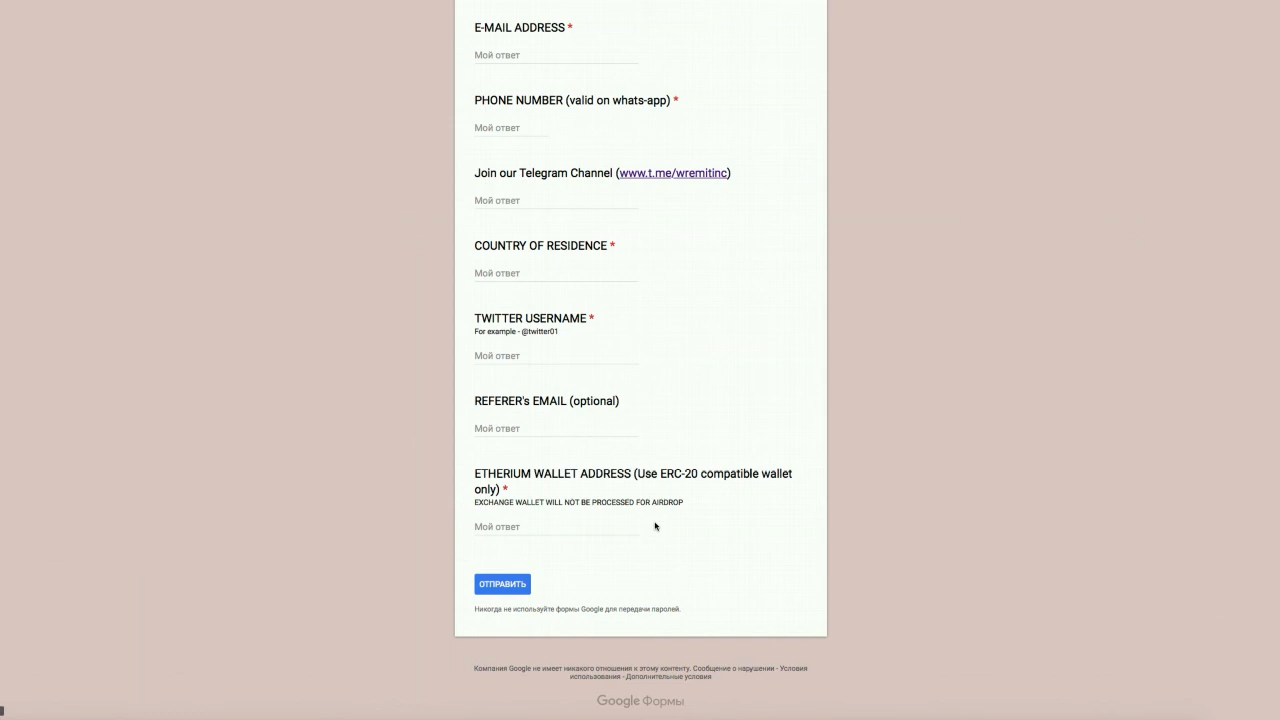 E-MAIL ADDRESS *
Мой ответ
PHONE NUMBER (valid on whats-app) *
Мой ответ
Join our Telegram Channel (www.t.me/wremitinc)
Мой ответ
COUNTRY OF RESIDENCE *
Мой ответ
TWITTER USERNAME *
For example - @twitter01
Мой ответ
REFERER's EMAIL (optional)
Мой ответ
ETHERIUM WALLET ADDRESS (Use ERC-20 compatible wallet
only) *
EXCHANGE WALLET WILL NOT BE PROCESSED FOR AIRDROP
Мой ответ
ОТПРАВИТЬ
Никогда не используйте формы Google для передачи паролей.
Компания Google не имеет никакого отношения к этому контенту. Сообщение о нарушении - Условия
использования - Дополнительные условия
Google Формы